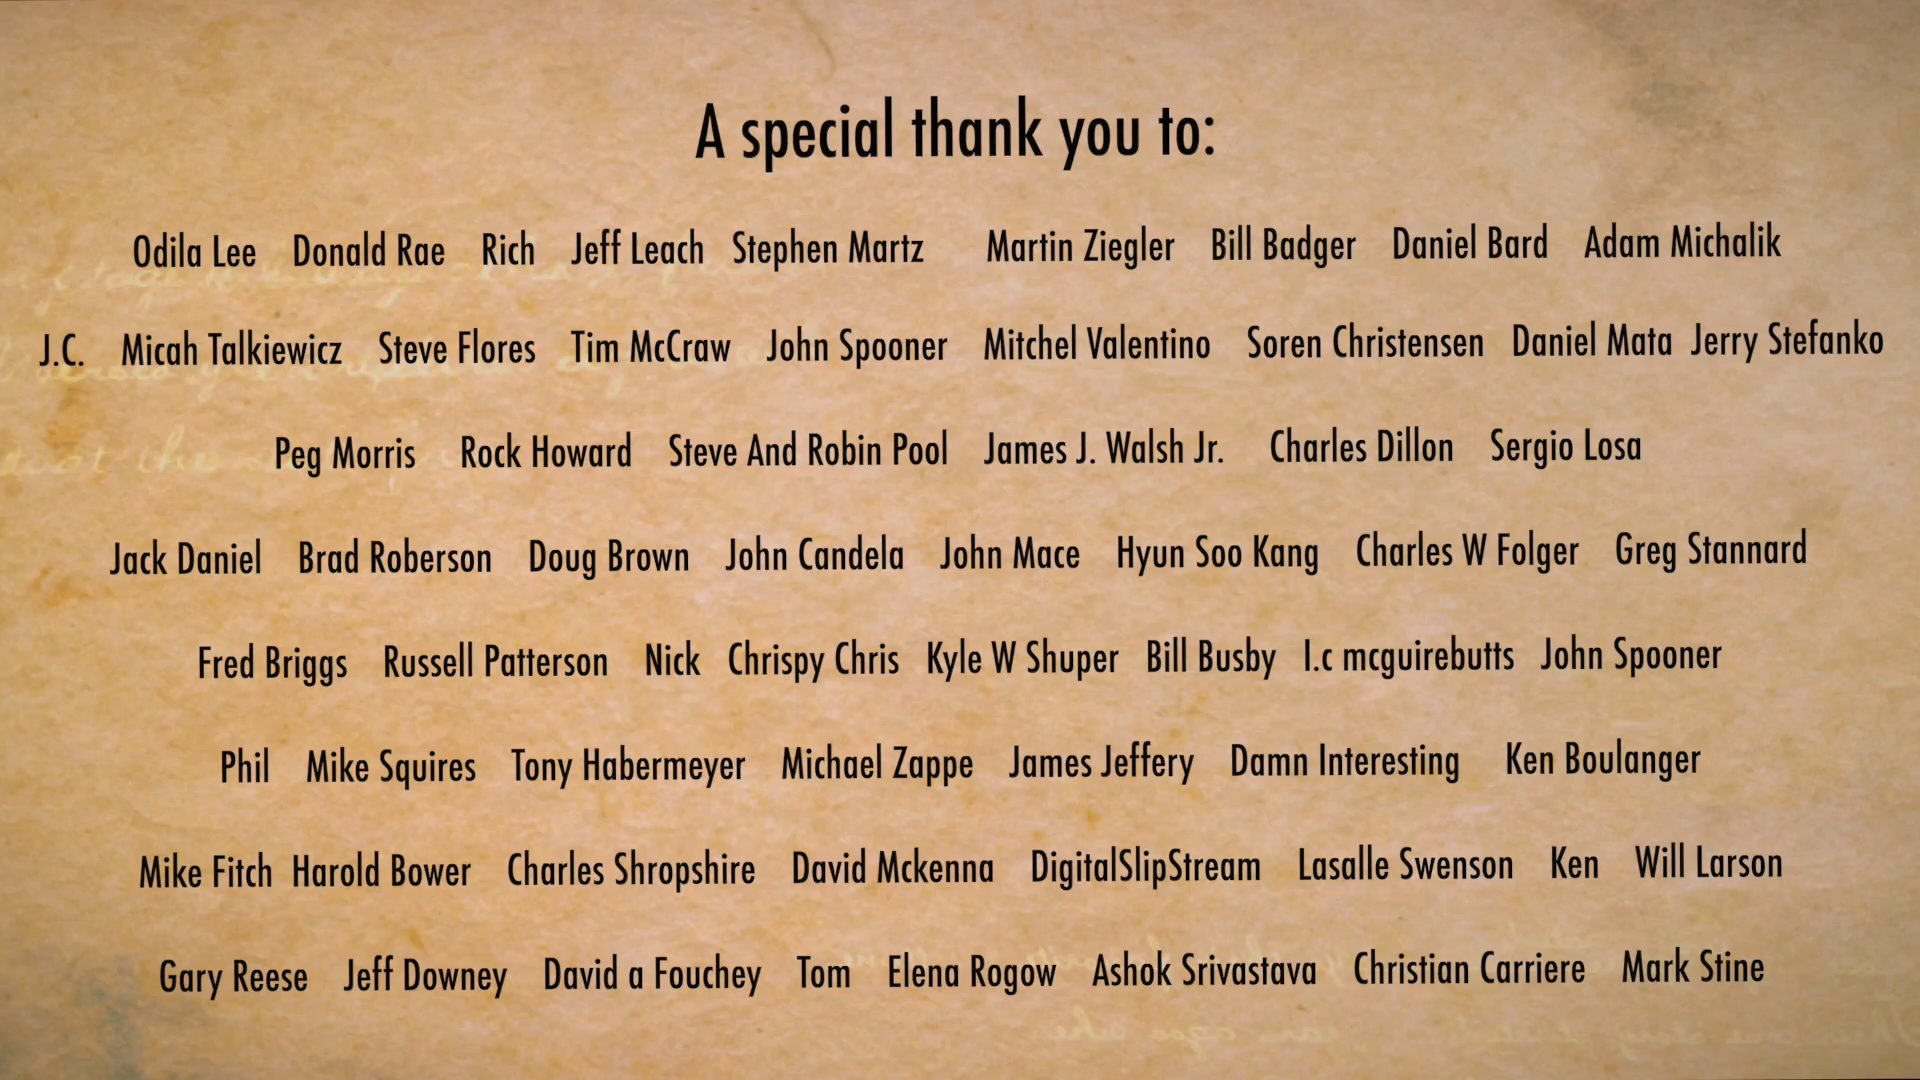 A special thank you to:
Odila Lee Donald Rae Rich Jeff Leach Stephen Martz Martin Ziegler Bill Badger Daniel Bard Adam Michalik
J.C. Micah Talkiewicz Steve Flores Tim McCraw John Spooner Mitchel Valentino Soren Christensen Daniel Mata Jerry Stefanko
Peg Morris Rock Howard Steve And Robin Pool James J. Walsh Jr. Charles Dillon Sergio Losa
Jack Daniel Brad Roberson Doug Brown John Candela John Mace Hyun Soo Kang Charles W Folger Greg Stannard
Fred Briggs Russell Patterson Nick Chrispy Chris Kyle W Shuper Bill Busby I.c mcguirebutts John Spooner
Phil Mike Squires Tony Habermeyer Michael Zappe James Jeffery Damn Interesting Ken Boulanger
Mike Fitch Harold Bower Charles Shropshire David Mckenna DigitalSlipStream Lasalle Swenson Ken Will Larson
Gary Reese Jeff Downey David a Fouchey Tom Elena Rogow Ashok Srivastava Christian Carriere Mark Stine